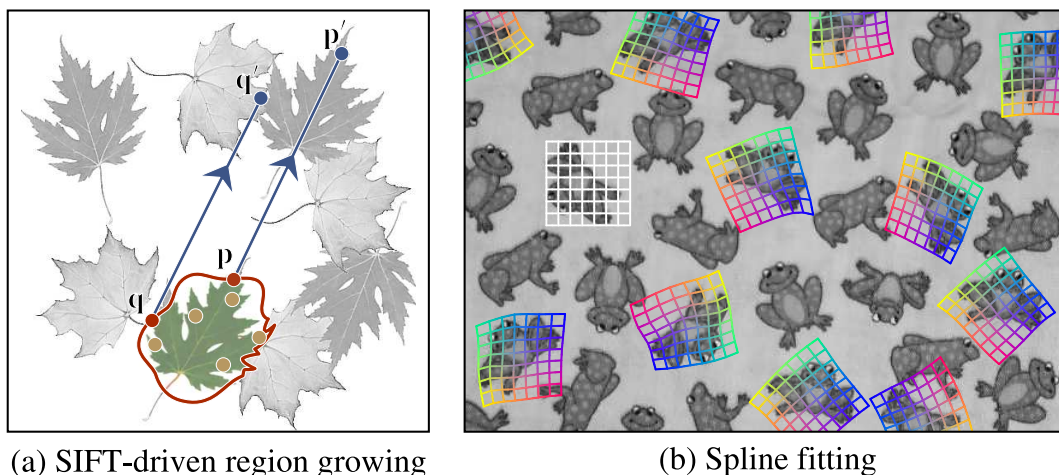 p′
q′
p
q
(a) SIFT-driven region growing
(b) Spline fitting